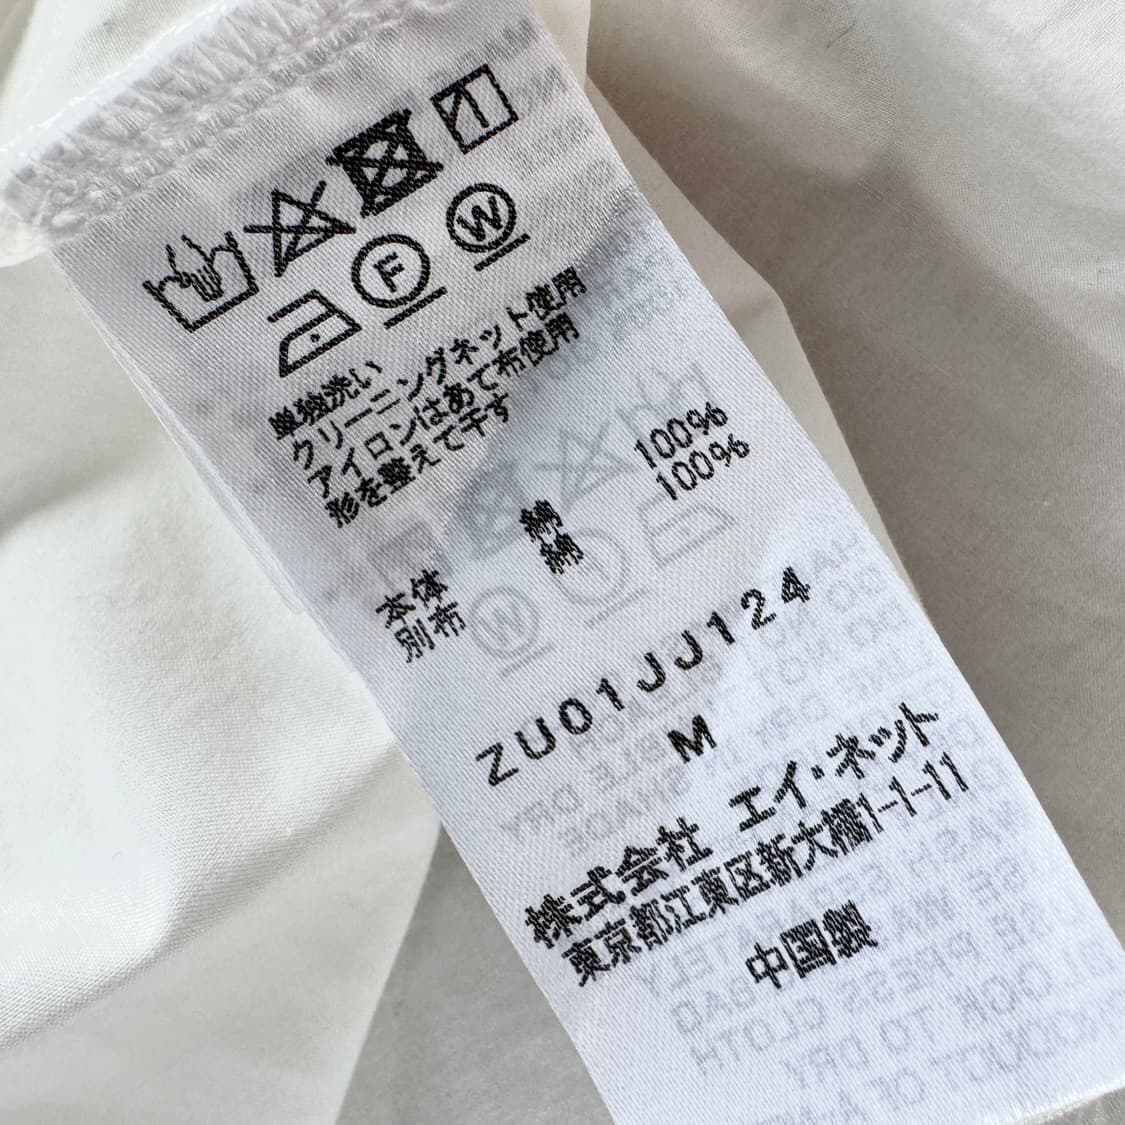 F
W
単独洗い
クリーニングネット使用
アイロンはあて布使用
形を整えて干す
本体 綿 100%
別布 綿 100%
ZU01JJ124
M
株式会社 エイ・ネット
東京都江東区新大橋1-1-11
中国製